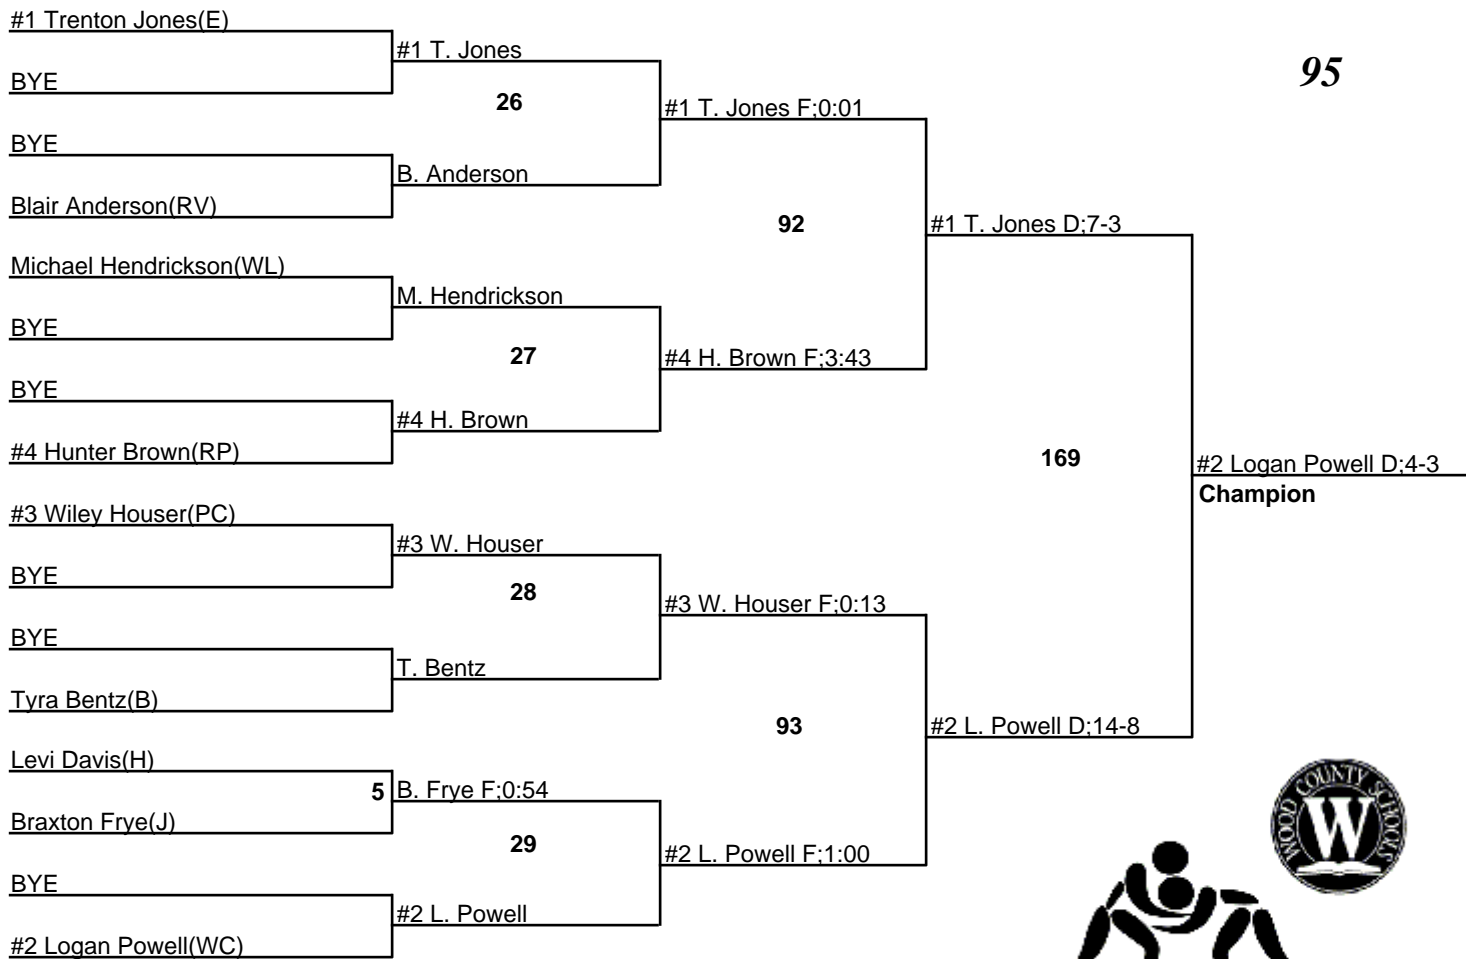 #1 Trenton Jones(E)
BYE
BYE
Blair Anderson(RV)
Michael Hendrickson(WL)
BYE
BYE
#4 Hunter Brown(RP)
#3 Wiley Houser(PC)
BYE
BYE
Tyra Bentz(B)
Levi Davis(H)
Braxton Frye(J)
BYE
#2 Logan Powell(WC)
#1 T. Jones
26
B. Anderson
M. Hendrickson
27
#4 H. Brown
#3 W. Houser
28
T. Bentz
5
B. Frye F;0:54
29
#2 L. Powell
#1 T. Jones F;0:01
92
#4 H. Brown F;3:43
#3 W. Houser F;0:13
93
#2 L. Powell F;1:00
#1 T. Jones D;7-3
169
#2 L. Powell D;14-8
95
#2 Logan Powell D;4-3
Champion
WOOD COUNTY SCHOOLS
W